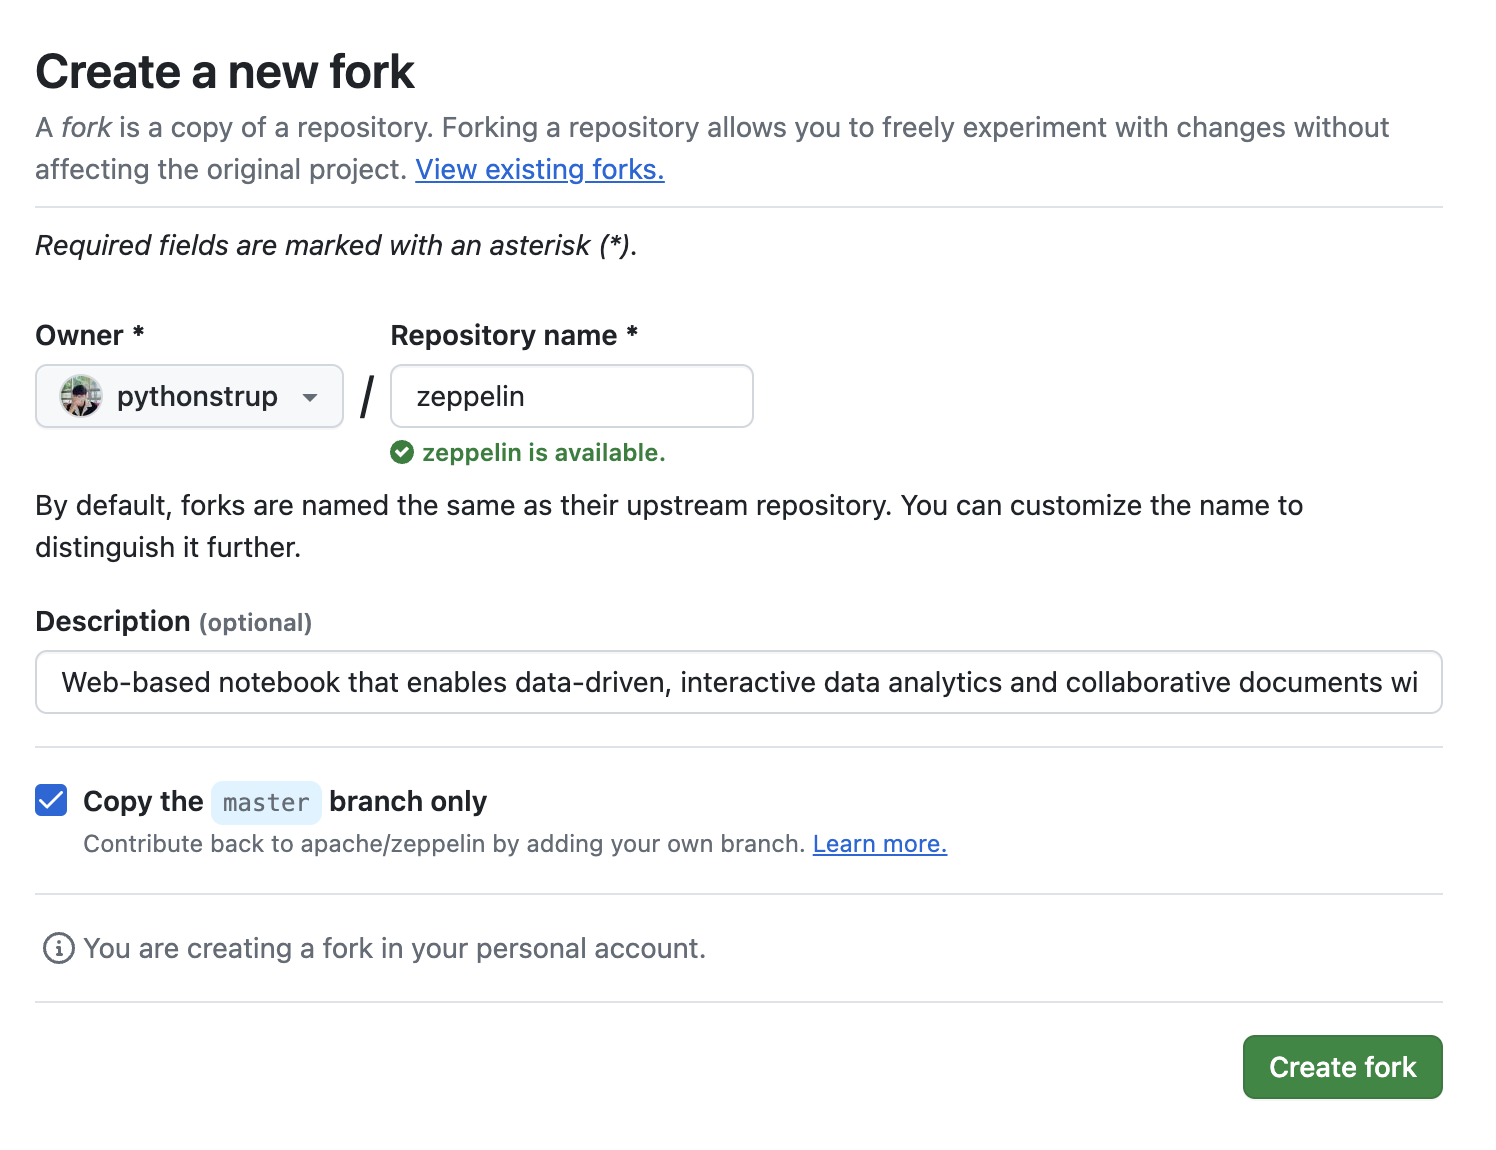 Create a new fork
A fork is a copy of a repository. Forking a repository allows you to freely experiment with changes without
affecting the original project. View existing forks.
Required fields are marked with an asterisk (*).
Owner *
Repository name *
pythonstrup
/
zeppelin
zeppelin is available.
By default, forks are named the same as their upstream repository. You can customize the name to
distinguish it further.
Description (optional)
Web-based notebook that enables data-driven, interactive data analytics and collaborative documents wi
Copy the master branch only
Contribute back to apache/zeppelin by adding your own branch. Learn more.
You are creating a fork in your personal account.
Create fork